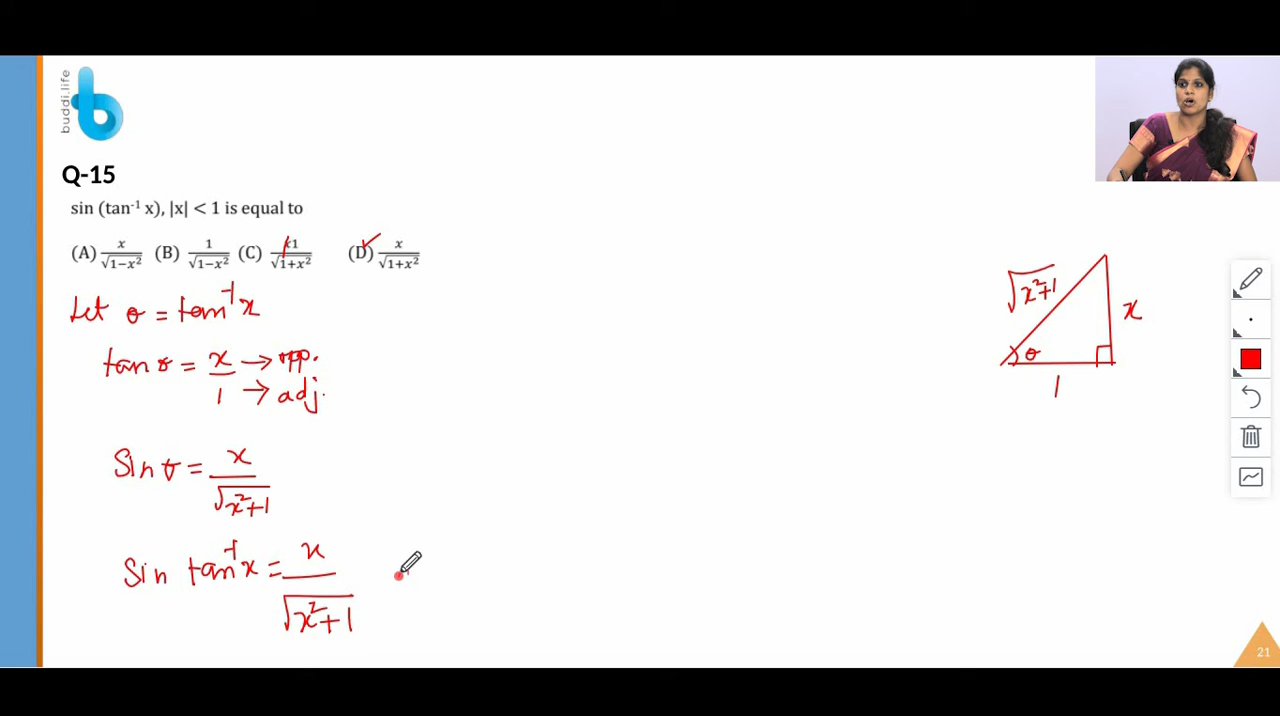 buddi.life
Q-15
sin (tan⁻¹ x), |x| < 1 is equal to
(A) x/√(1−x²) (B) 1/√(1−x²) (C) 1/√(1+x²) (D) x/√(1+x²)
Let θ = tan⁻¹ x
tan θ = x/1 → opp. → adj.
Sin θ = x/√(x²+1)
Sin tan⁻¹ x = x/√(x²+1)
√(x²+1)
x
θ
1
21